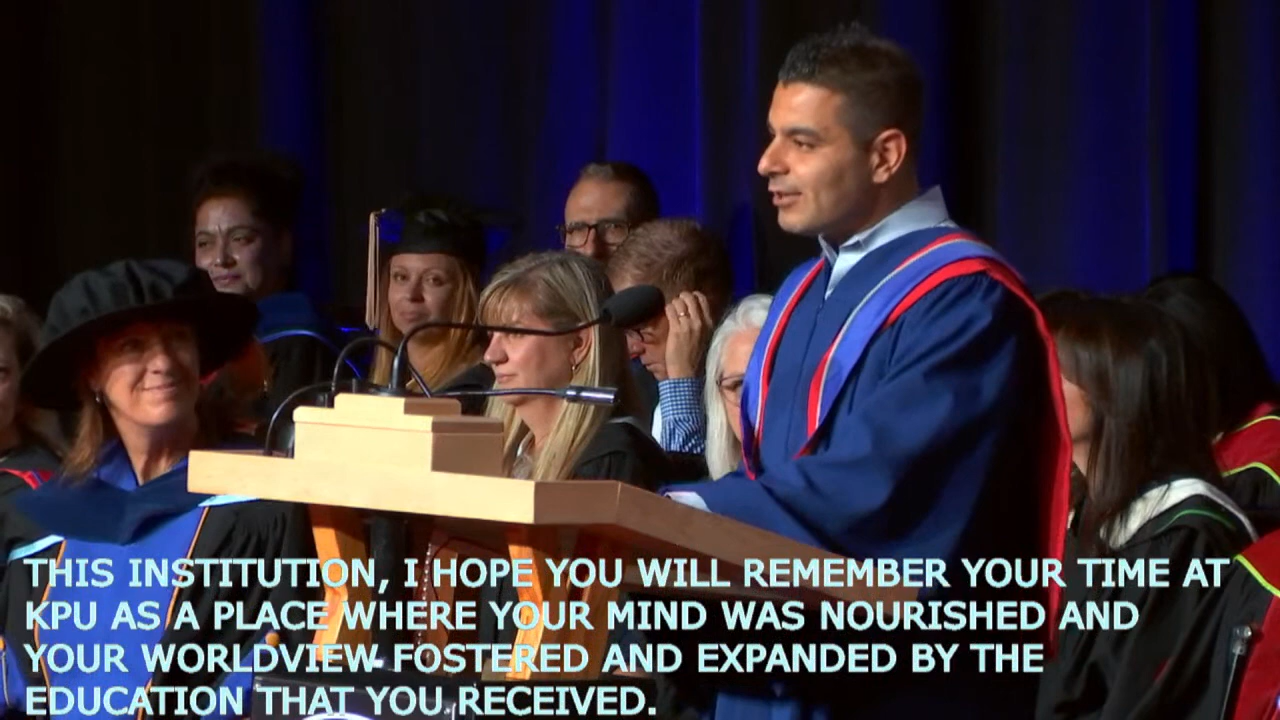 THIS INSTITUTION, I HOPE YOU WILL REMEMBER YOUR TIME AT
KPU AS A PLACE WHERE YOUR MIND WAS NOURISHED AND
YOUR WORLDVIEW FOSTERED AND EXPANDED BY THE
EDUCATION THAT YOU RECEIVED.